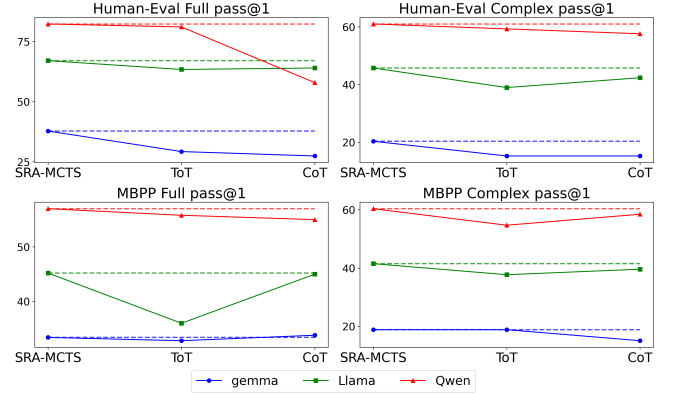 Human-Eval Full pass@1
75
50
25
SRA-MCTS ToT CoT
Human-Eval Complex pass@1
60
40
20
SRA-MCTS ToT CoT
MBPP Full pass@1
50
40
SRA-MCTS ToT CoT
MBPP Complex pass@1
60
40
20
SRA-MCTS ToT CoT
gemma Llama Qwen